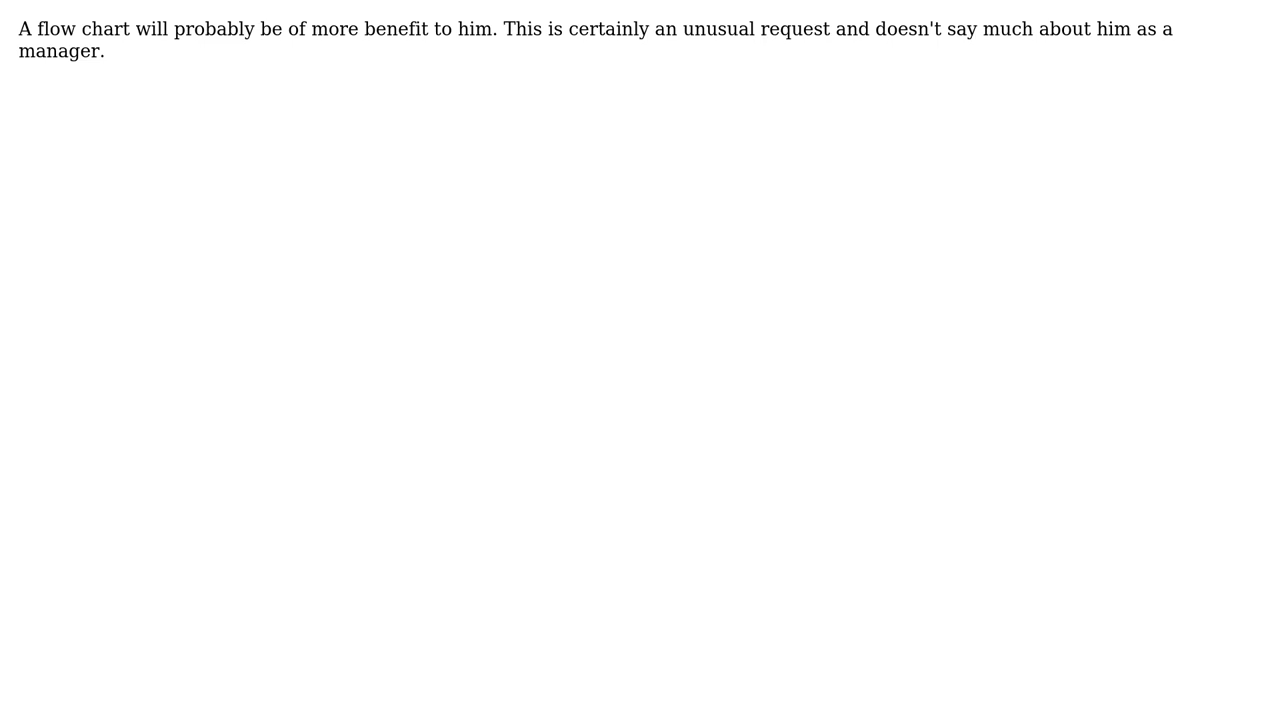 A flow chart will probably be of more benefit to him. This is certainly an unusual request and doesn't say much about him as a
manager.